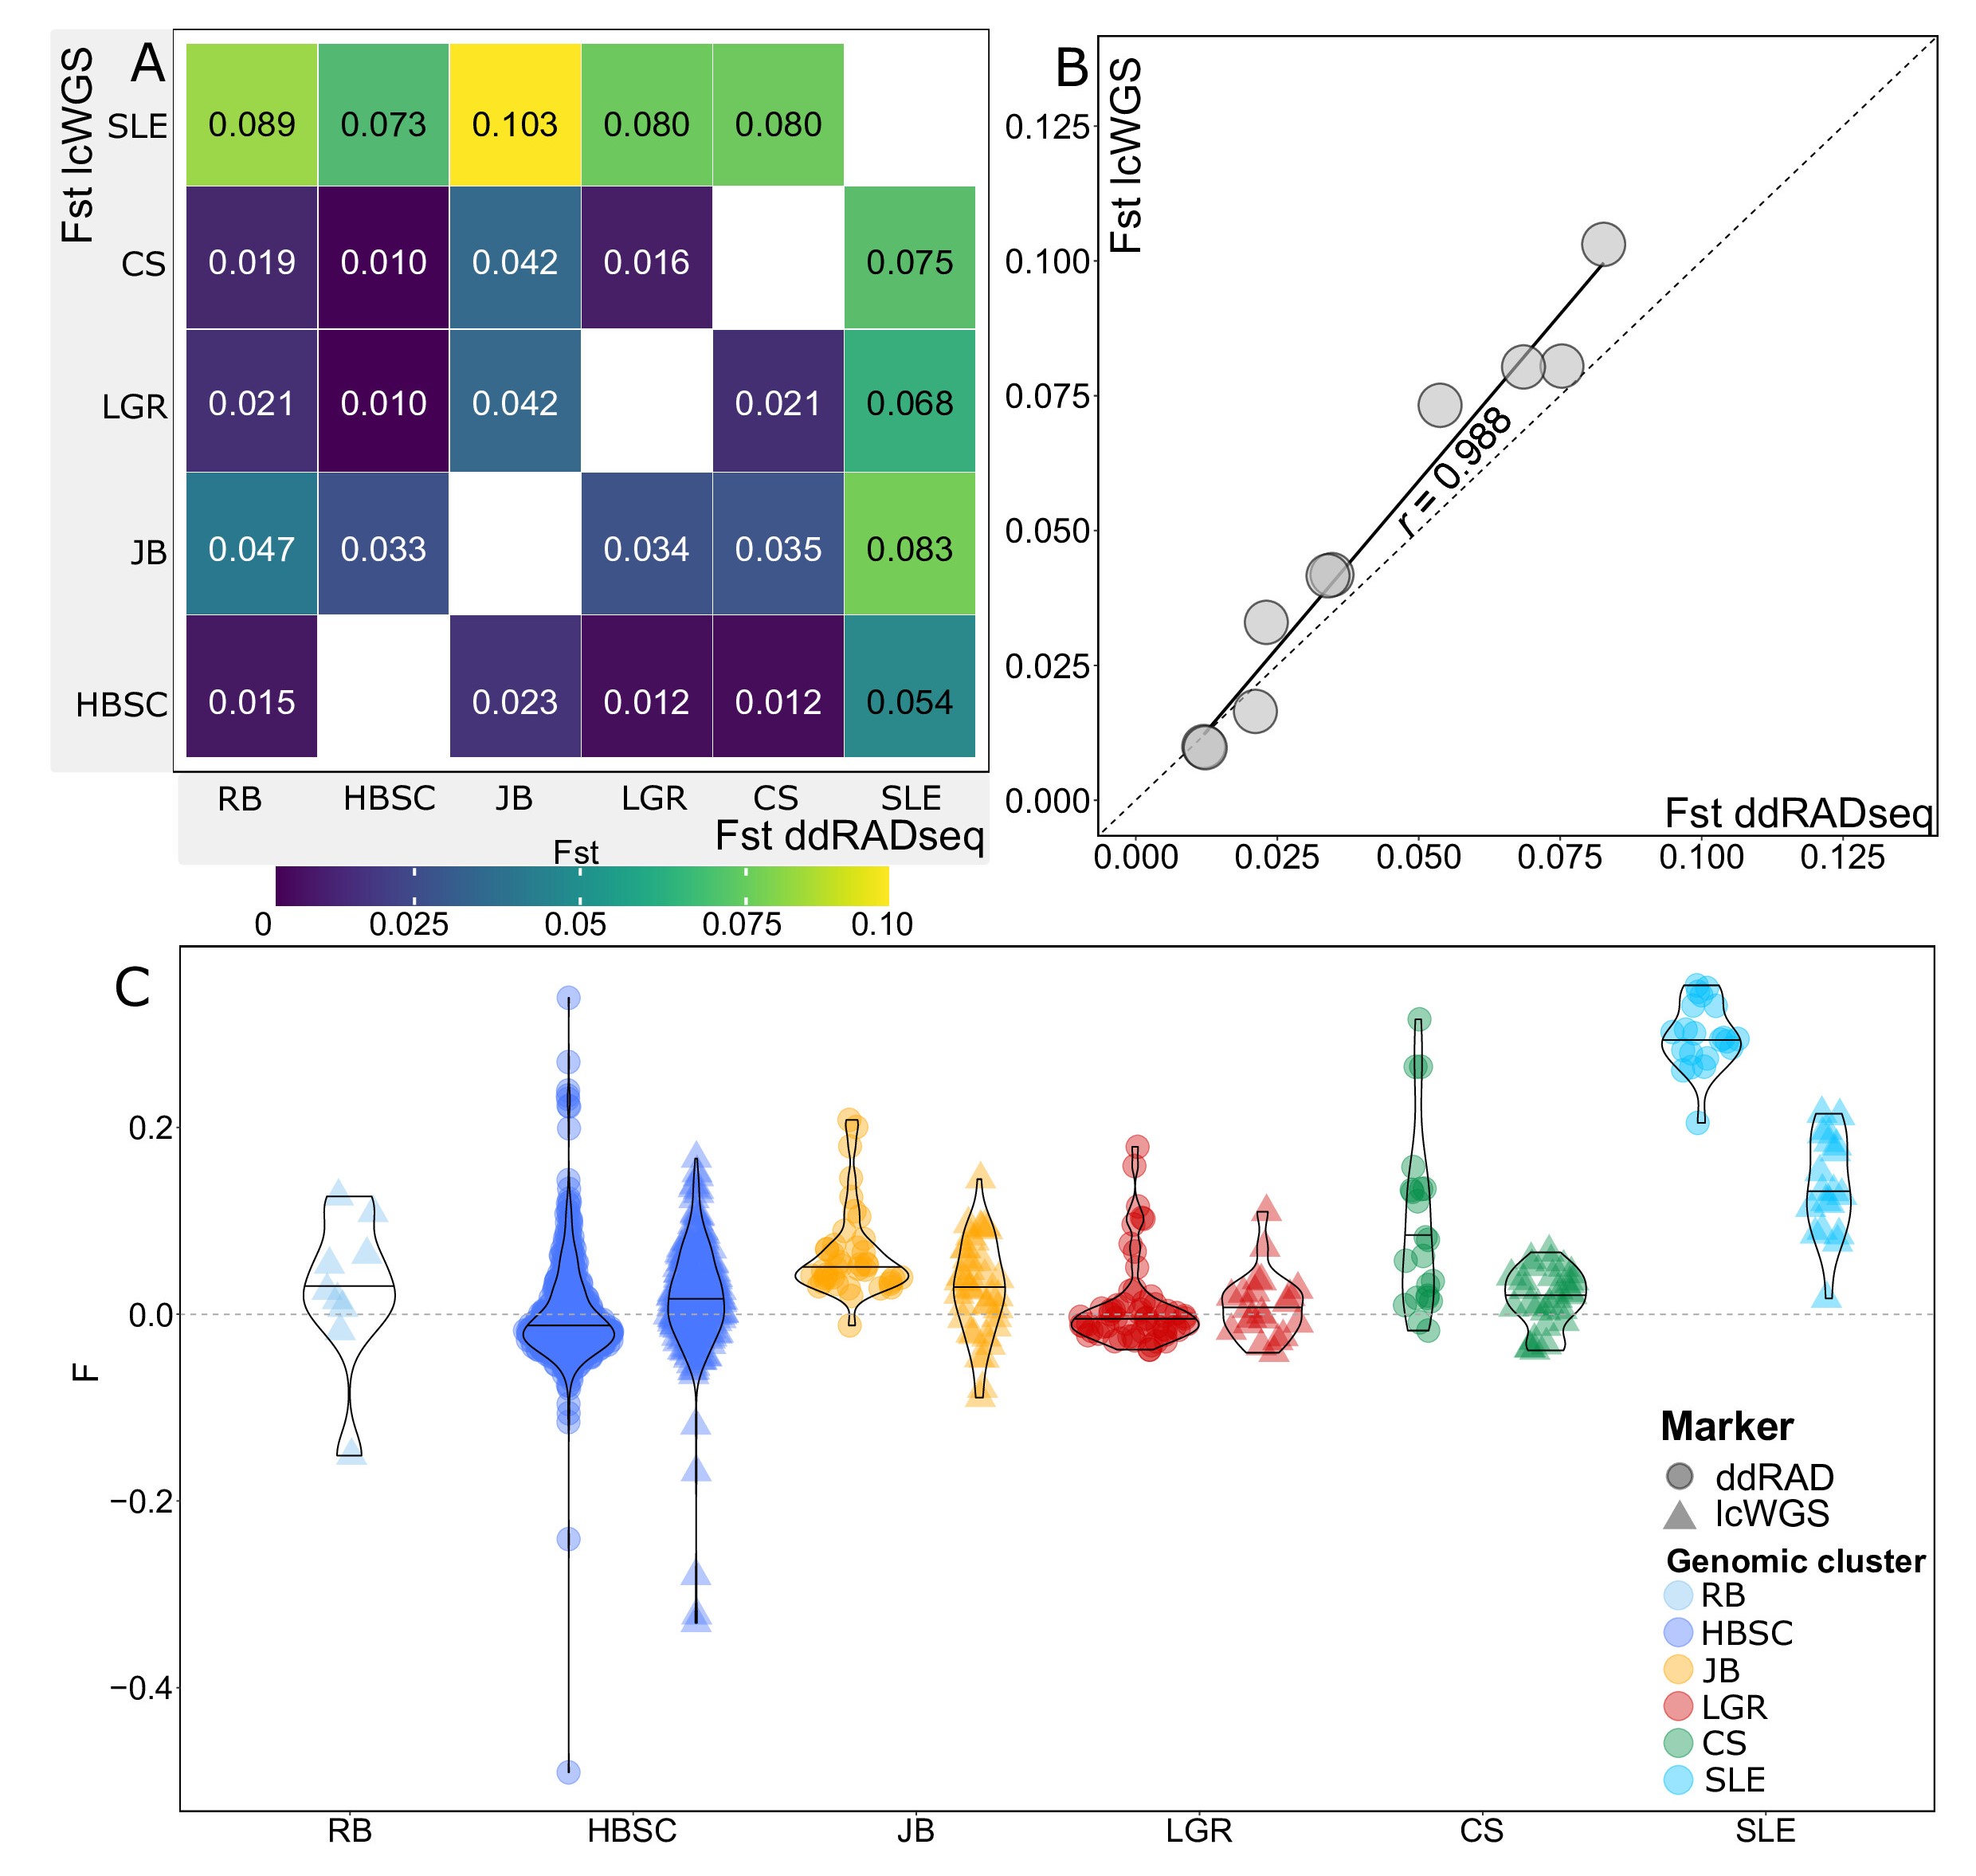 A
Fst lcWGS
SLE
0.089 0.073 0.103 0.080 0.080
CS
0.019 0.010 0.042 0.016 0.075
LGR
0.021 0.010 0.042 0.021 0.068
JB
0.047 0.033 0.034 0.035 0.083
HBSC
0.015 0.023 0.012 0.012 0.054
RB HBSC JB LGR CS SLE
Fst ddRADseq
Fst
0 0.025 0.05 0.075 0.10
B
Fst lcWGS
0.125
0.100
0.075
0.050
0.025
0.000
r = 0.988
Fst ddRADseq
0.000 0.025 0.050 0.075 0.100 0.125
C
F
0.2
0.0
−0.2
−0.4
Marker
ddRAD
lcWGS
Genomic cluster
RB
HBSC
JB
LGR
CS
SLE
RB HBSC JB LGR CS SLE